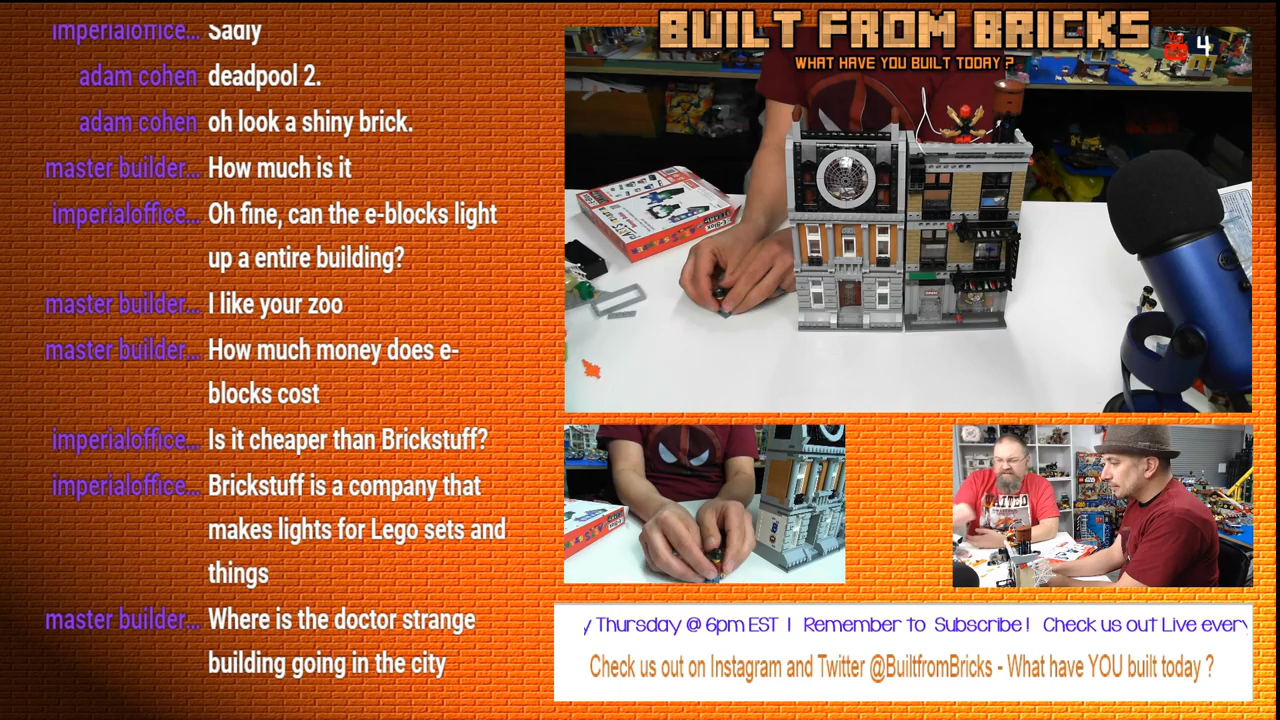 imperialoffice... Sadly
adam cohen deadpool 2.
adam cohen oh look a shiny brick.
master builder... How much is it
imperialoffice... Oh fine, can the e-blocks light
up a entire building?
master builder... I like your zoo
master builder... How much money does e-
blocks cost
imperialoffice... Is it cheaper than Brickstuff?
imperialoffice... Brickstuff is a company that
makes lights for Lego sets and
things
master builder... Where is the doctor strange
building going in the city
BUILT FROM BRICKS
WHAT HAVE YOU BUILT TODAY ?
4
y Thursday @ 6pm EST | Remember to Subscribe! Check us out Live every
Check us out on Instagram and Twitter @BuiltfromBricks - What have YOU built today ?